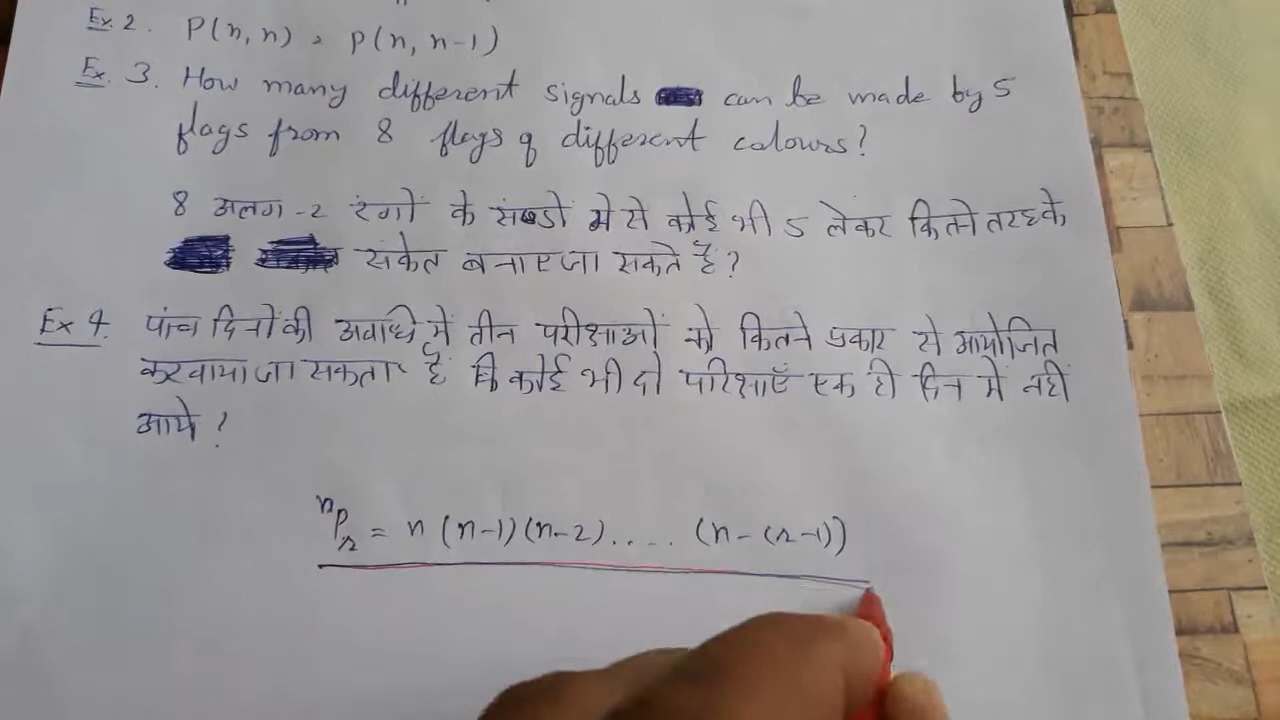 Ex. 2. P(n, n) = P(n, n-1)
Ex. 3. How many different signals can be made by 5
flags from 8 flags of different colours?
8 अलग-2 रंगों के संडो मे से कोई भी 5 लेकर कितने तरह के
संकेत बनाए जा सकते है ?
Ex 4. पांच दिनों की अवधि में तीन परीक्षाओं को कितने प्रकार से आयोजित
करवाया जा सकता है कि कोई भी दो परिक्षाएँ एक ही दिन में नहीं
आये ?
ⁿPᵣ = n (n-1)(n-2)..... (n-(r-1))